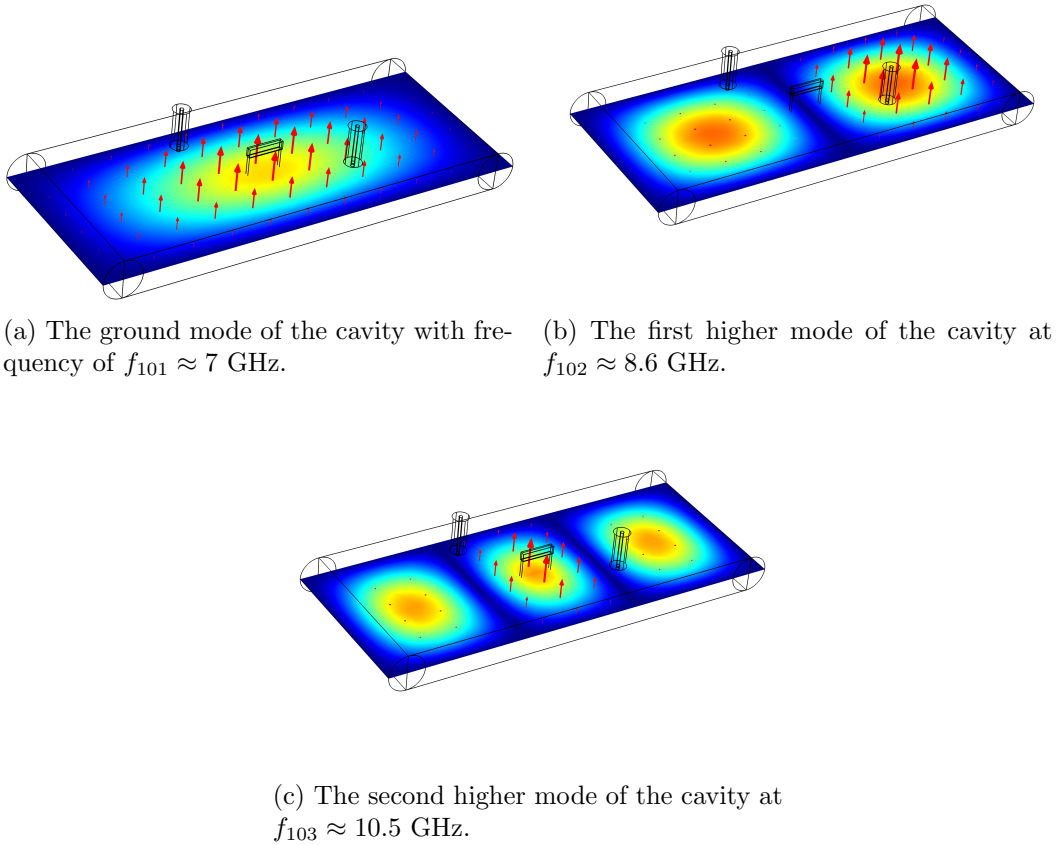 (a) The ground mode of the cavity with fre-
quency of f₁₀₁ ≈ 7 GHz.
(b) The first higher mode of the cavity at
f₁₀₂ ≈ 8.6 GHz.
(c) The second higher mode of the cavity at
f₁₀₃ ≈ 10.5 GHz.